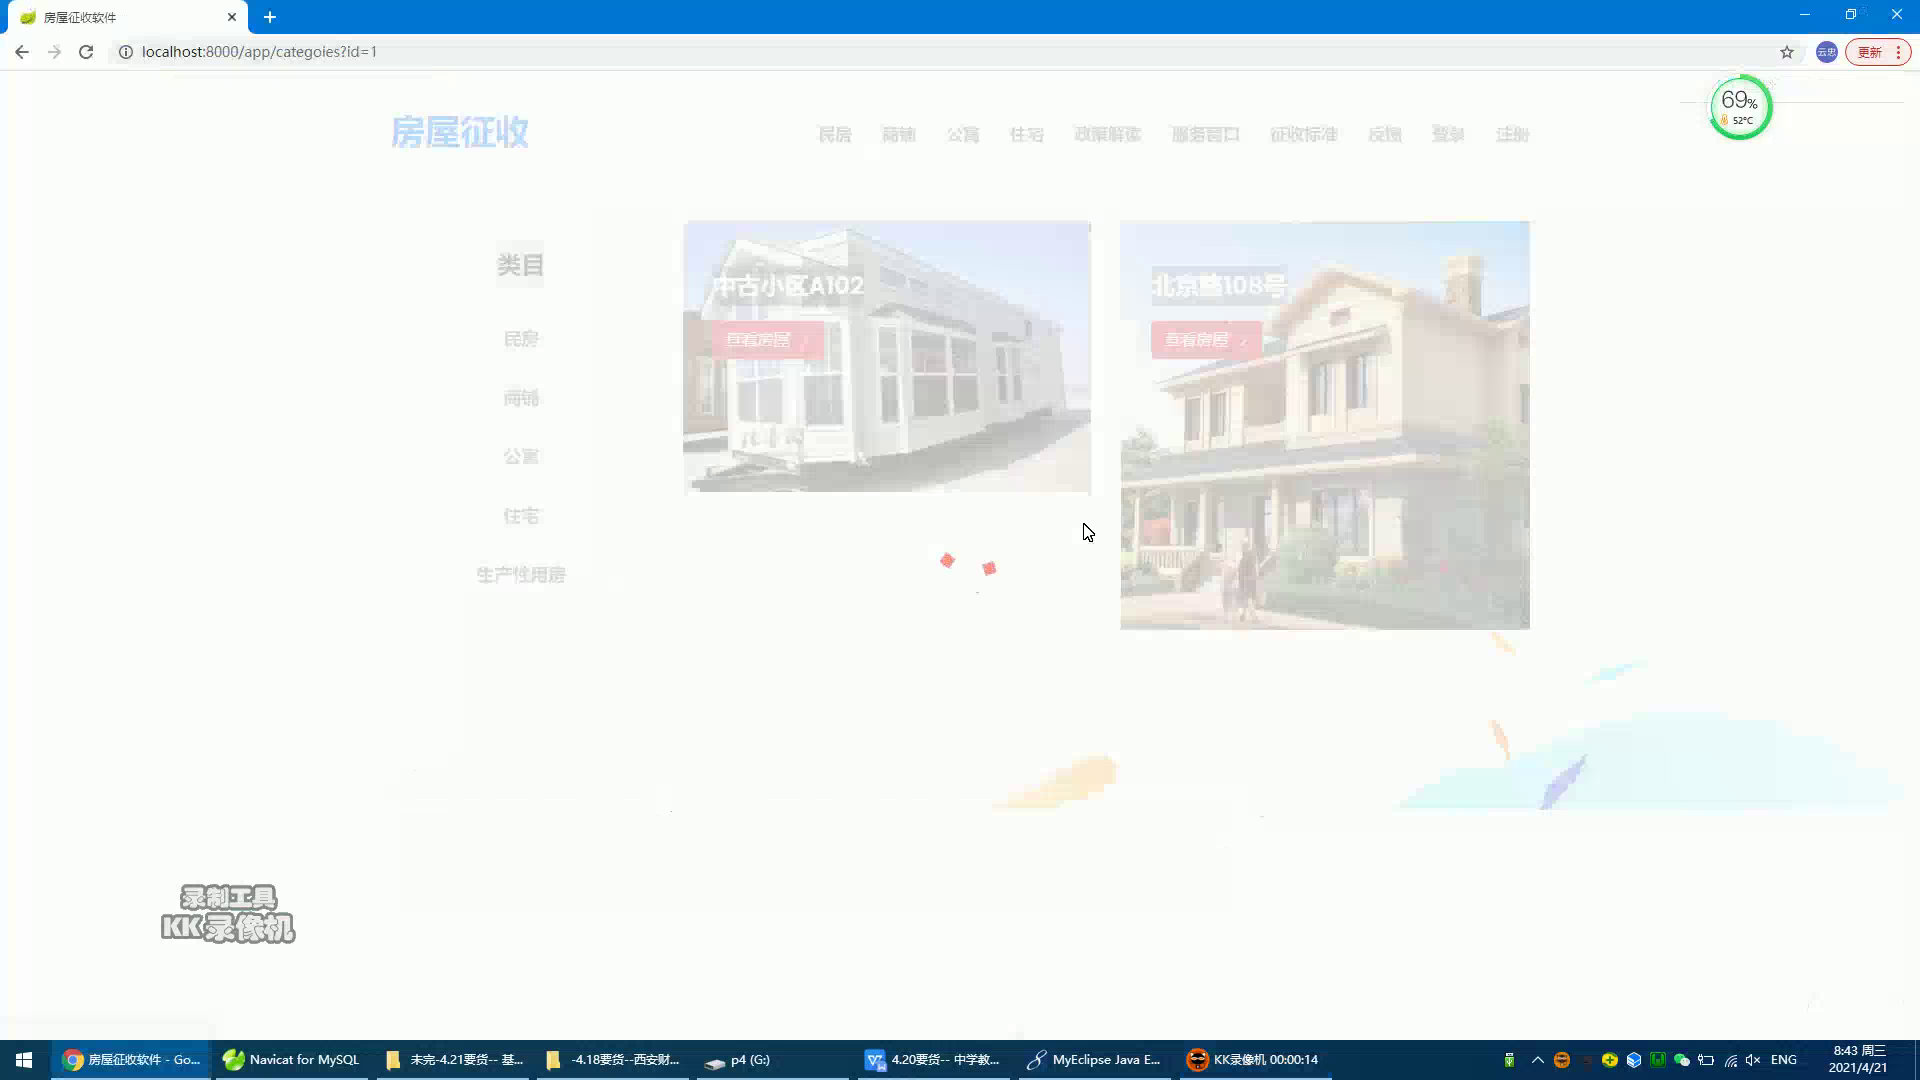 房屋征收软件
localhost:8000/app/categoies?id=1
云忠
更新
69%
52°C
房屋征收
民房 商铺 公寓 住宅 政策解读 服务窗口 征收标准 反馈 登录 注册
类目
民房
商铺
公寓
住宅
生产性用房
中古小区A102
查看房屋
北京路108号
查看房屋
录制工具
KK录像机
房屋征收软件 - Go...
Navicat for MySQL
未完-4.21要货-- 基...
-4.18要货--西安财...
p4 (G:)
4.20要货-- 中学教...
MyEclipse Java E...
KK录像机 00:00:14
ENG
8:43 周三
2021/4/21